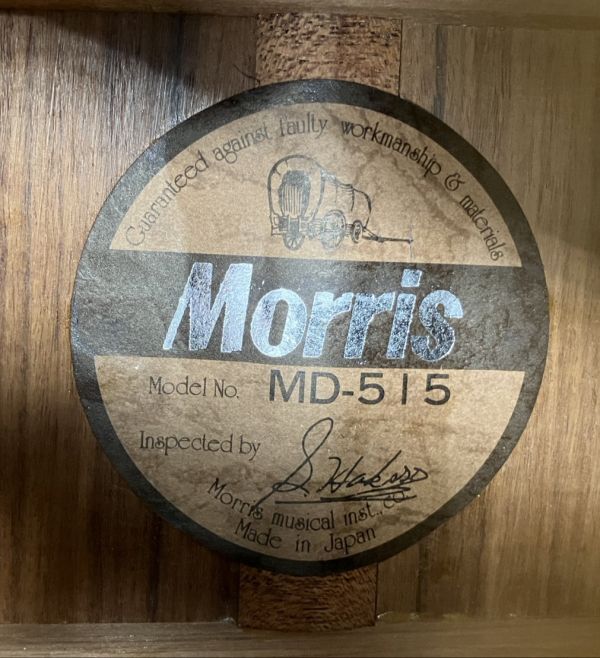 Guaranteed against faulty workmanship & materials
Morris
Model No. MD-515
Inspected by
Morris musical inst., co.
Made in Japan